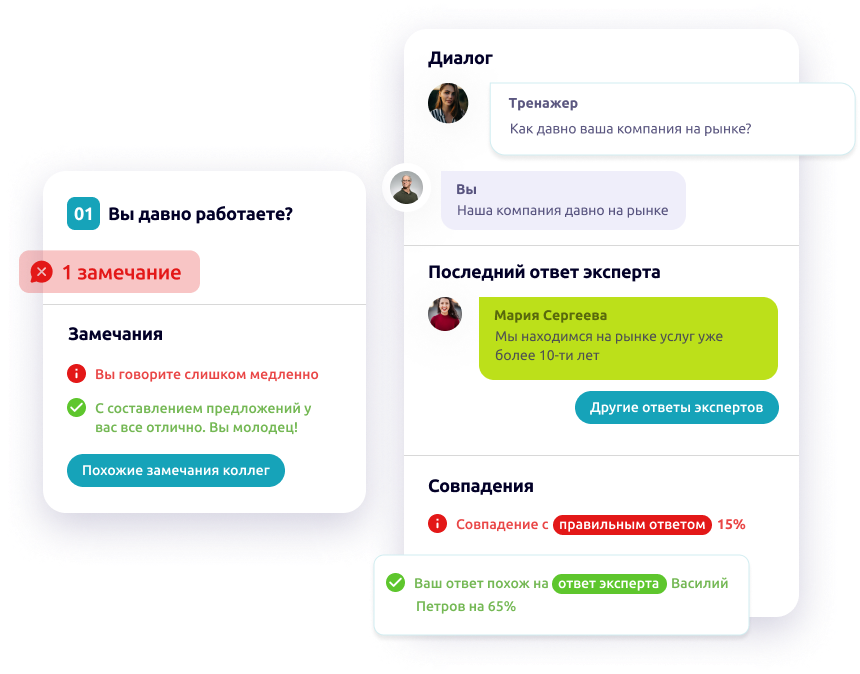 01 Вы давно работаете?
1 замечание
Замечания
Вы говорите слишком медленно
С составлением предложений у
вас все отлично. Вы молодец!
Похожие замечания коллег
Диалог
Тренажер
Как давно ваша компания на рынке?
Вы
Наша компания давно на рынке
Последний ответ эксперта
Мария Сергеева
Мы находимся на рынке услуг уже
более 10-ти лет
Другие ответы экспертов
Совпадения
Совпадение с правильным ответом 15%
Ваш ответ похож на ответ эксперта Василий
Петров на 65%